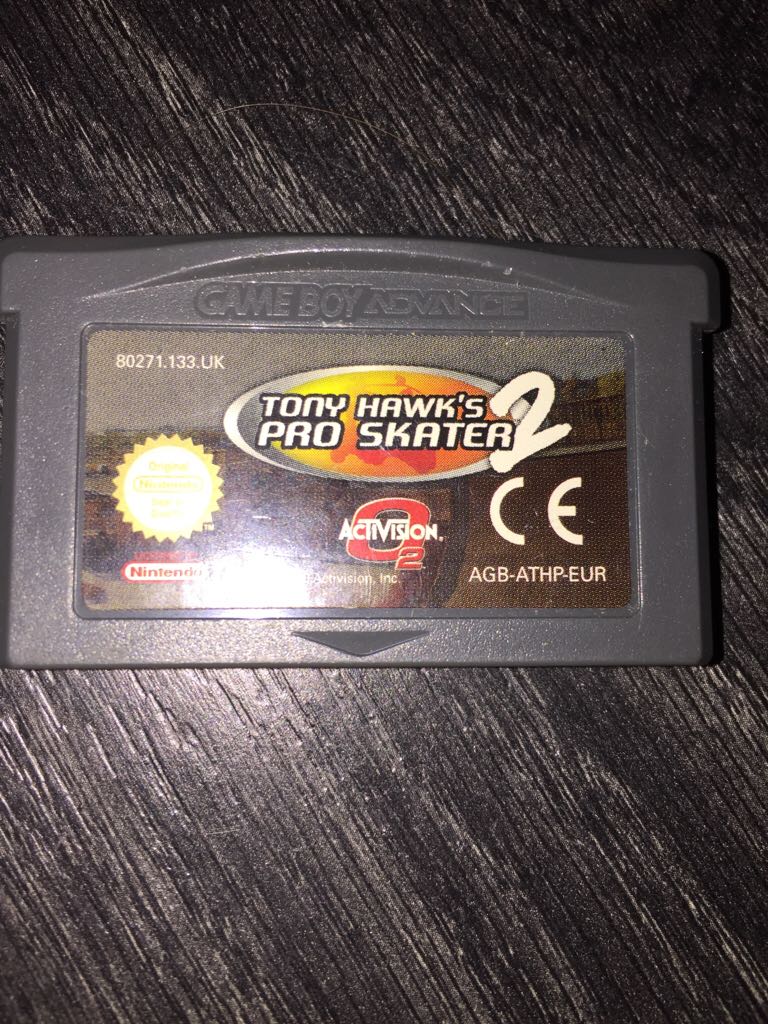 GAME BOY ADVANCE
80271.133.UK
TONY HAWK'S
PRO SKATER 2
Original
Nintendo
TM
ACTIVISION.
O2
CE
Nintendo
Activision, Inc.
AGB-ATHP-EUR